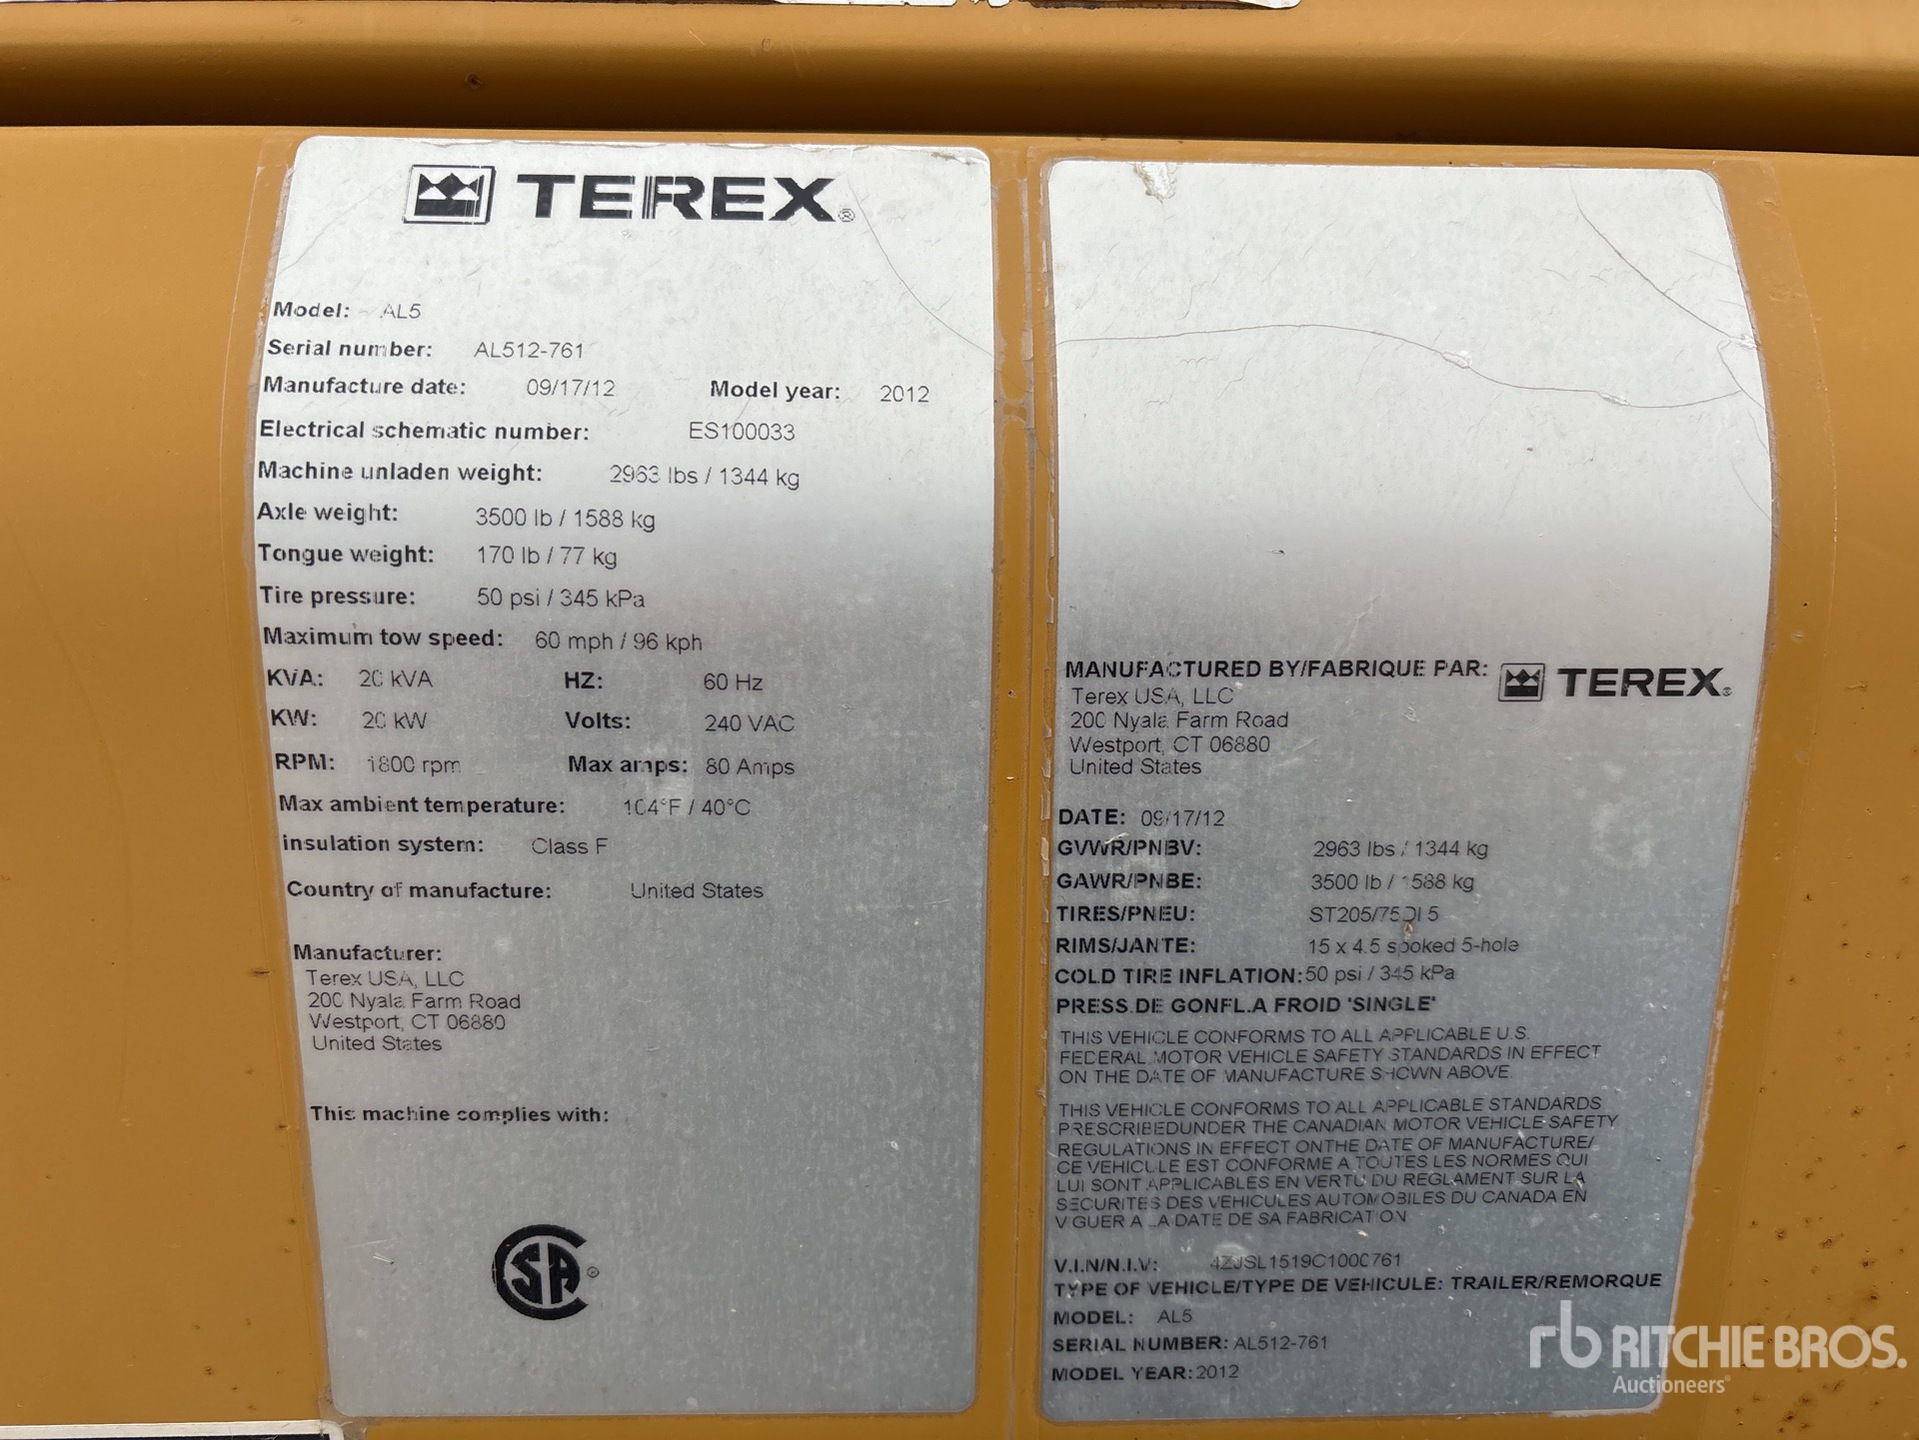 TEREX®
Model: AL5
Serial number: AL512-761
Manufacture date: 09/17/12 Model year: 2012
Electrical schematic number: ES100033
Machine unladen weight: 2963 lbs / 1344 kg
Axle weight: 3500 lb / 1588 kg
Tongue weight: 170 lb / 77 kg
Tire pressure: 50 psi / 345 kPa
Maximum tow speed: 60 mph / 96 kph
KVA: 20 kVA HZ: 60 Hz
KW: 20 kW Volts: 240 VAC
RPM: 1800 rpm Max amps: 80 Amps
Max ambient temperature: 104°F / 40°C
insulation system: Class F
Country of manufacture: United States
Manufacturer:
Terex USA, LLC
200 Nyala Farm Road
Westport, CT 06880
United States
This machine complies with:
CSA®
MANUFACTURED BY/FABRIQUE PAR: TEREX®
Terex USA, LLC
200 Nyala Farm Road
Westport, CT 06880
United States
DATE: 09/17/12
GVWR/PNBV: 2963 lbs / 1344 kg
GAWR/PNBE: 3500 lb / 1588 kg
TIRES/PNEU:
RIMS/JANTE: 15 x 4.5 spoked 5-hole
COLD TIRE INFLATION: 50 psi / 345 kPa
PRESS.DE GONFL.A FROID 'SINGLE'
THIS VEHICLE CONFORMS TO ALL APPLICABLE U.S.
FEDERAL MOTOR VEHICLE SAFETY STANDARDS IN EFFECT
ON THE DATE OF MANUFACTURE SHOWN ABOVE.
THIS VEHICLE CONFORMS TO ALL APPLICABLE STANDARDS
PRESCRIBEDUNDER THE CANADIAN MOTOR VEHICLE SAFETY
REGULATIONS IN EFFECT ONTHE DATE OF MANUFACTURE/
CE VEHICULE EST CONFORME A TOUTES LES NORMES QUI
LUI SONT APPLICABLES EN VERTU DU REGLAMENT SUR LA
SECURITES DES VEHICULES AUTOMOBILES DU CANADA EN
VIGUER A LA DATE DE SA FABRICATION
V.I.N/N.I.V: 4ZJSL1519C1000761
TYPE OF VEHICLE/TYPE DE VEHICULE: TRAILER/REMORQUE
MODEL: AL5
SERIAL NUMBER: AL512-761
MODEL YEAR: 2012
rb RITCHIE BROS.
Auctioneers®